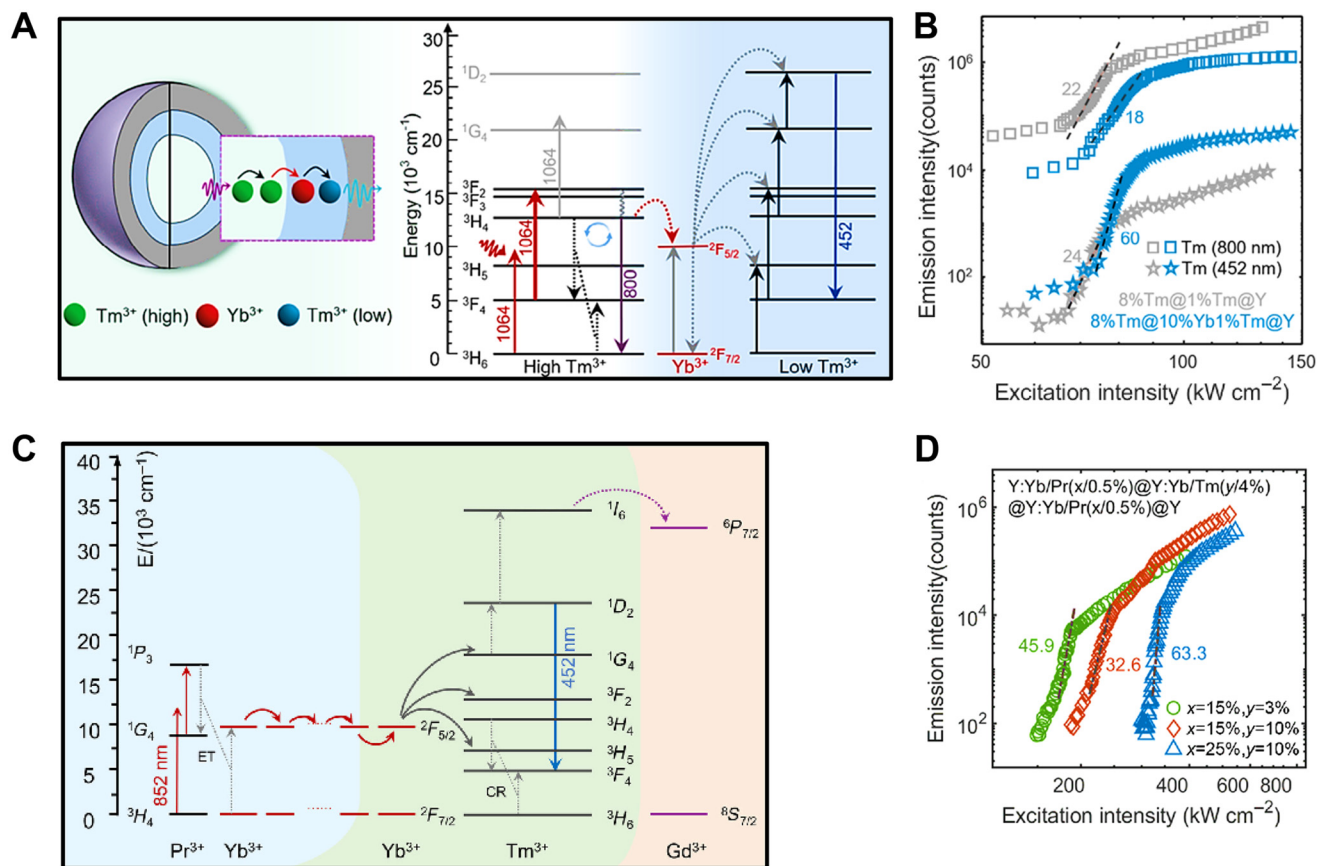 A
30
25
20
15
10
5
0
Energy (10³ cm⁻¹)
¹D₂
¹G₄
³F₂
³F₃
³H₄
³H₅
³F₄
³H₆
1064
1064
1064
800
²F₅/₂
²F₇/₂
452
High Tm³⁺
Yb³⁺
Low Tm³⁺
Tm³⁺ (high)
Yb³⁺
Tm³⁺ (low)
B
Emission intensity(counts)
10⁶
10⁴
10²
22
18
24
60
Tm (800 nm)
Tm (452 nm)
8%Tm@1%Tm@Y
8%Tm@10%Yb1%Tm@Y
50
100
150
Excitation intensity (kW cm⁻²)
C
40
35
30
25
20
15
10
5
0
E/(10³ cm⁻¹)
¹P₃
¹G₄
³H₄
852 nm
ET
²F₅/₂
²F₇/₂
¹I₆
¹D₂
¹G₄
³F₂
³H₄
³H₅
³F₄
³H₆
452 nm
CR
⁶P₇/₂
⁸S₇/₂
Pr³⁺
Yb³⁺
Yb³⁺
Tm³⁺
Gd³⁺
D
Emission intensity(counts)
10⁶
10⁴
10²
Y:Yb/Pr(x/0.5%)@Y:Yb/Tm(y/4%)
@Y:Yb/Pr(x/0.5%)@Y
45.9
32.6
63.3
x=15%,y=3%
x=15%,y=10%
x=25%,y=10%
200
400
600
800
Excitation intensity (kW cm⁻²)